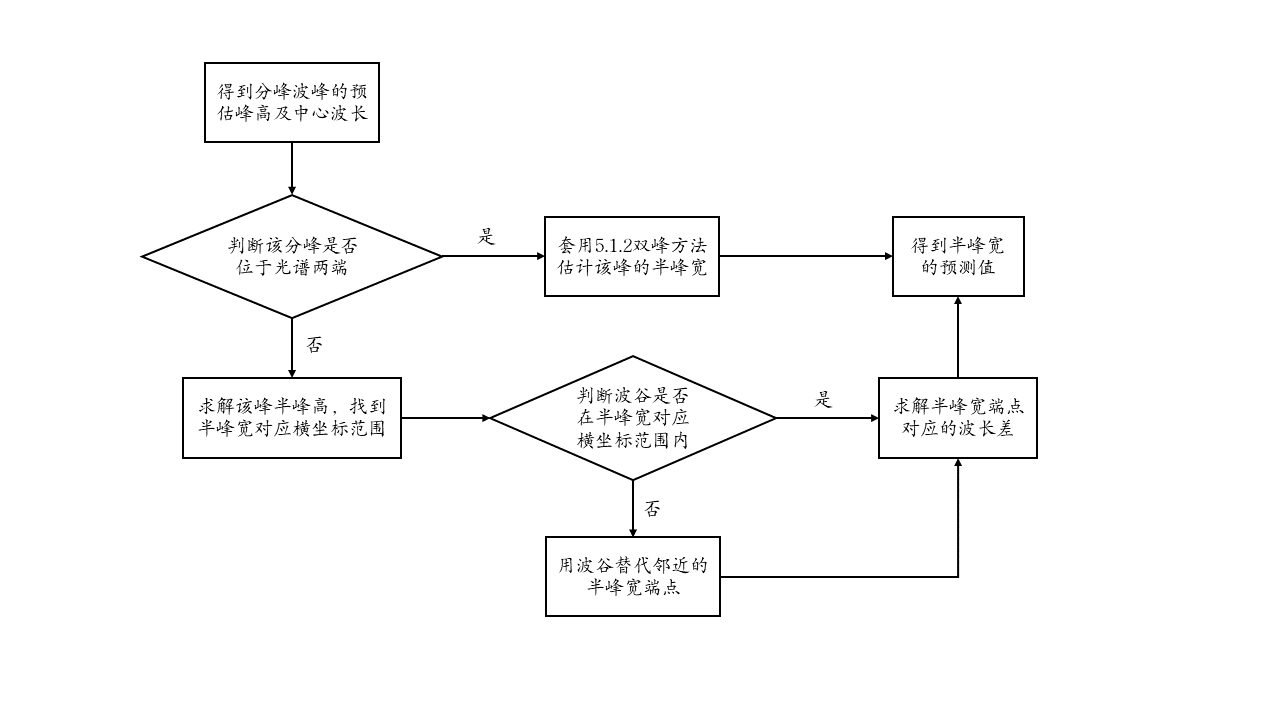 得到分峰波峰的预
估峰高及中心波长
判断该分峰是否
位于光谱两端
是
套用5.1.2双峰方法
估计该峰的半峰宽
得到半峰宽
的预测值
否
求解该峰半峰高，找到
半峰宽对应横坐标范围
判断波谷是否
在半峰宽对应
横坐标范围内
是
求解半峰宽端点
对应的波长差
否
用波谷替代邻近的
半峰宽端点